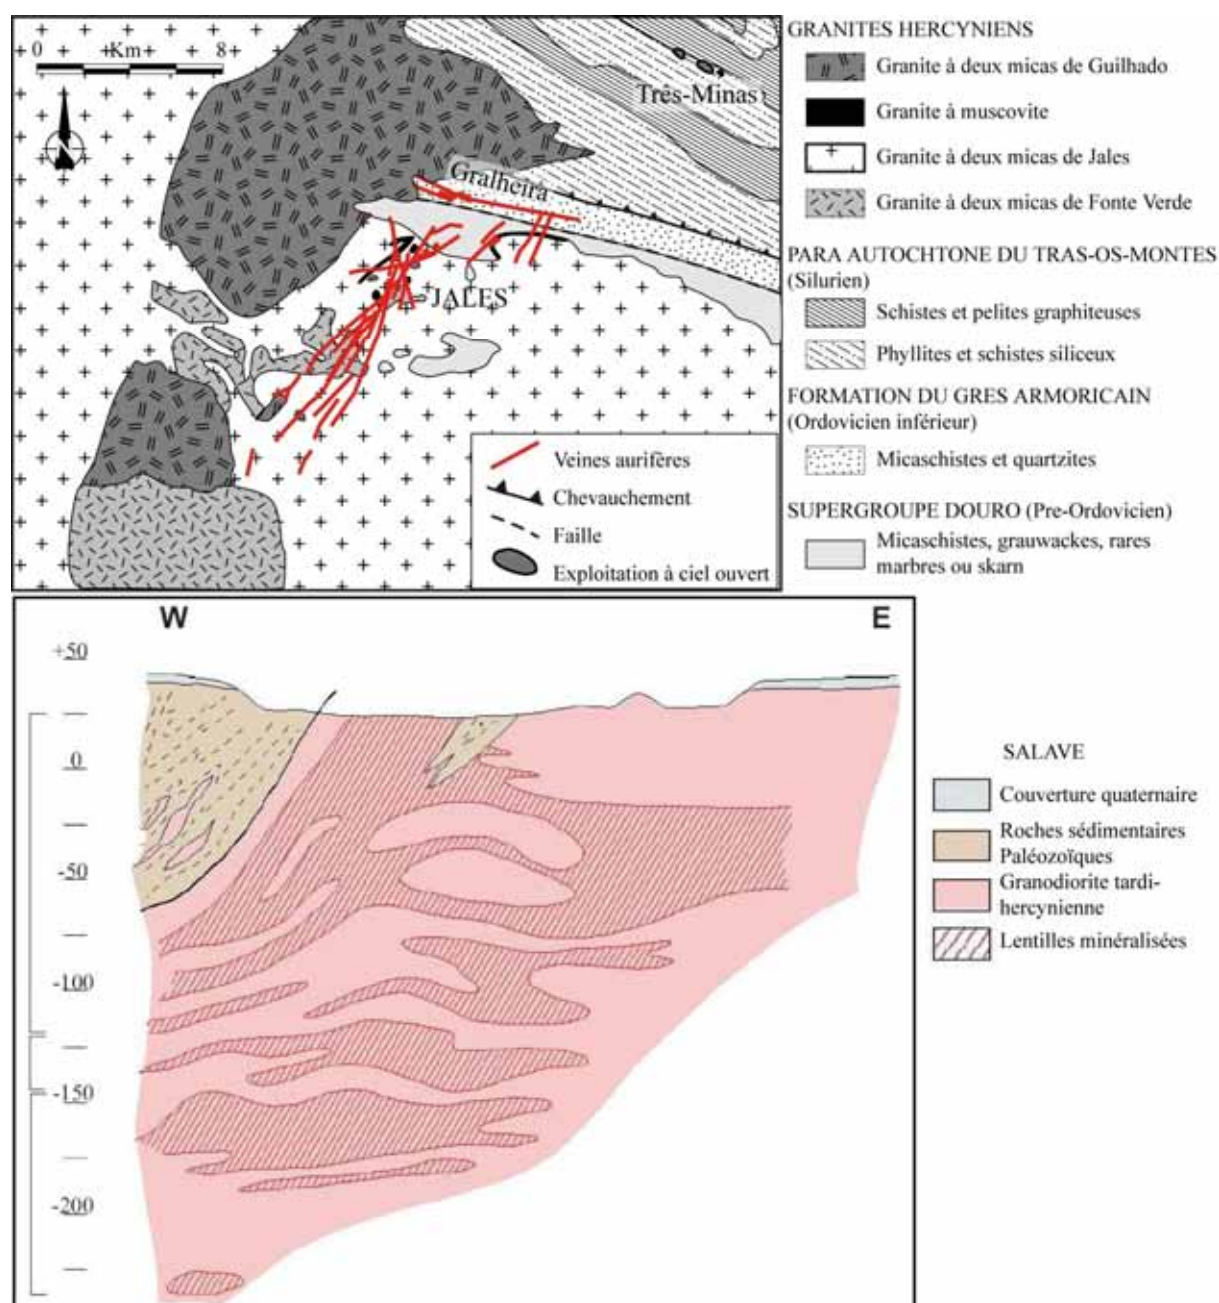 0 Km 8
Três-Minas
Gralheira
JALES
Veines aurifères
Chevauchement
Faille
Exploitation à ciel ouvert
GRANITES HERCYNIENS
Granite à deux micas de Guilhado
Granite à muscovite
Granite à deux micas de Jales
Granite à deux micas de Fonte Verde
PARA AUTOCHTONE DU TRAS-OS-MONTES
(Silurien)
Schistes et pelites graphiteuses
Phyllites et schistes siliceux
FORMATION DU GRES ARMORICAIN
(Ordovicien inférieur)
Micaschistes et quartzites
SUPERGROUPE DOURO (Pre-Ordovicien)
Micaschistes, grauwackes, rares
marbres ou skarn
W E
+50
0
-50
-100
-150
-200
SALAVE
Couverture quaternaire
Roches sédimentaires
Paléozoïques
Granodiorite tardi-
hercynienne
Lentilles minéralisées